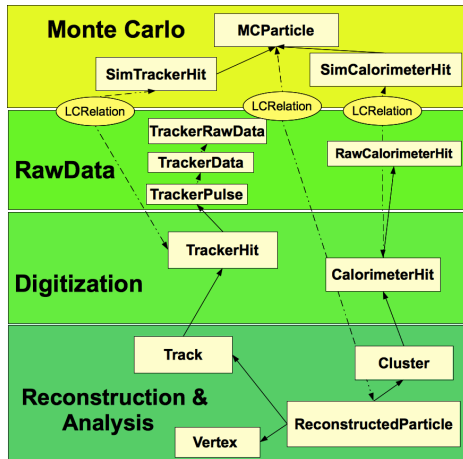 Monte Carlo
MCParticle
SimTrackerHit
SimCalorimeterHit
LCRelation
LCRelation
LCRelation
TrackerRawData
TrackerData
RawCalorimeterHit
RawData
TrackerPulse
TrackerHit
CalorimeterHit
Digitization
Track
Cluster
Reconstruction &
Analysis
ReconstructedParticle
Vertex